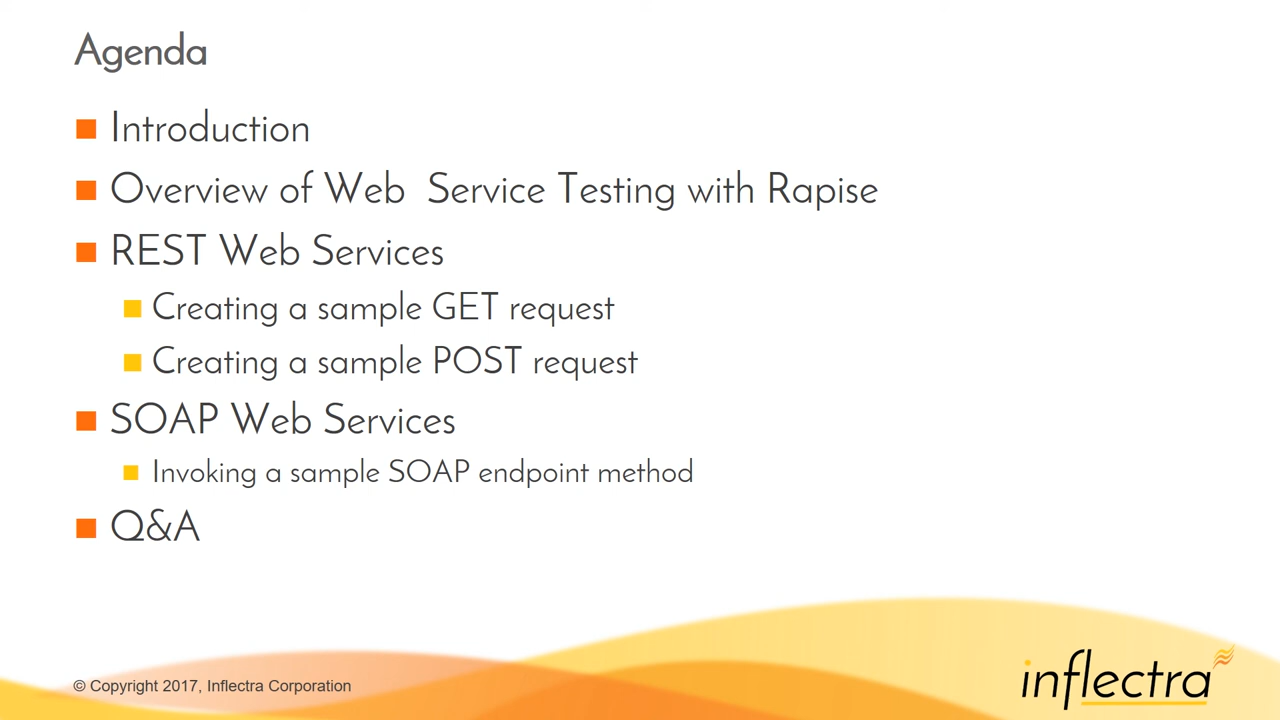 Agenda
Introduction
Overview of Web  Service Testing with Rapise
REST Web Services
Creating a sample GET request
Creating a sample POST request
SOAP Web Services
Invoking a sample SOAP endpoint method
Q&A
© Copyright 2017, Inflectra Corporation
inflectra